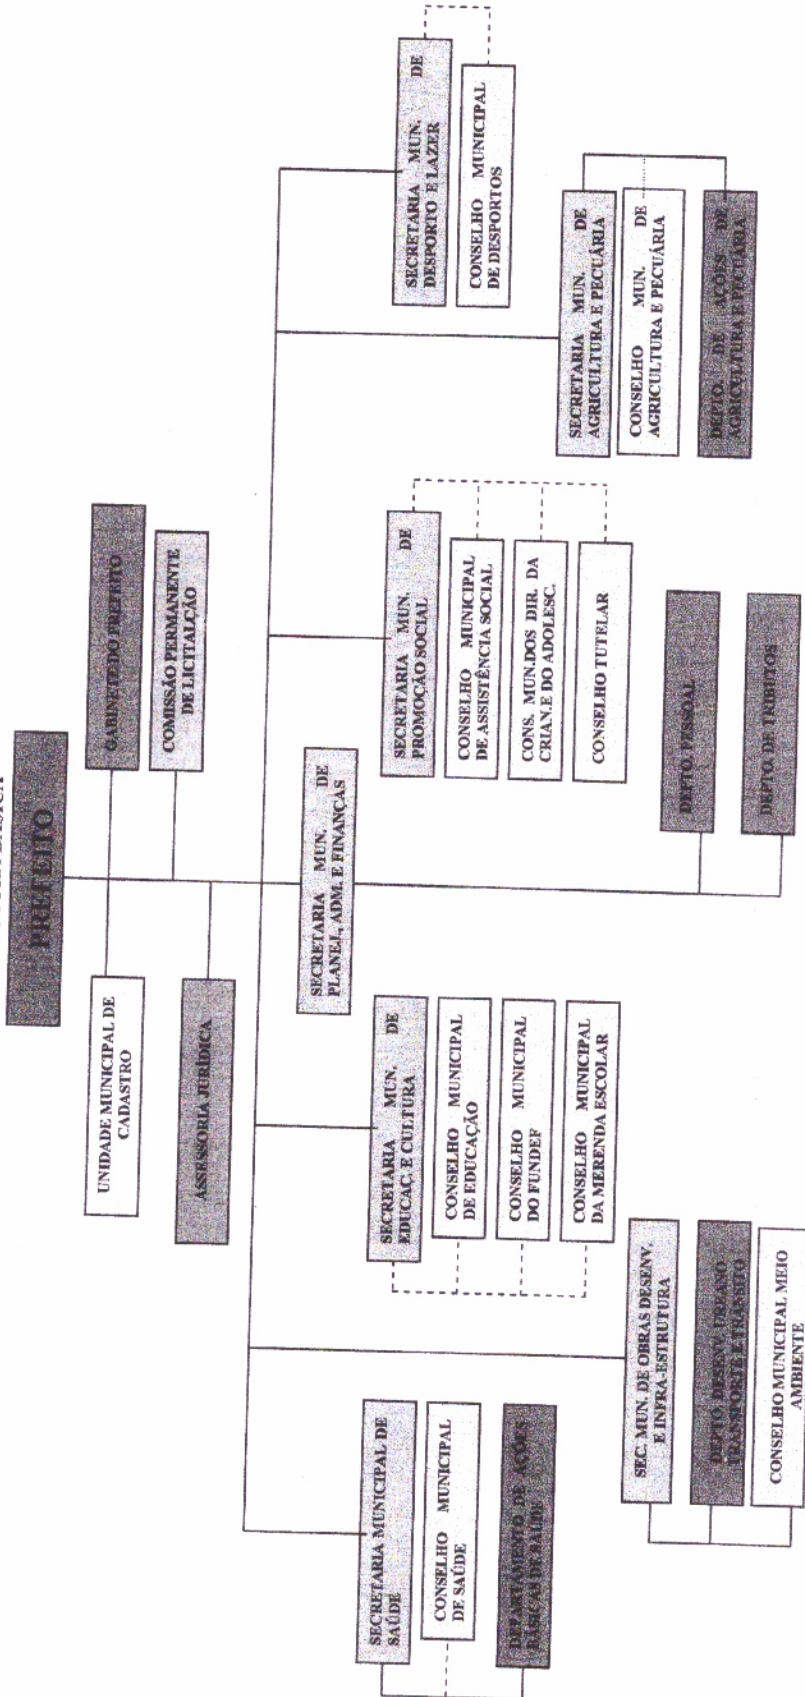 PREFEITO
GABINETE DO PREFEITO
COMISSÃO PERMANENTE
DE LICITALÇÃO
UNIDADE MUNICIPAL DE
CADASTRO
ASSESSORIA JURÍDICA
SECRETARIA MUN. DE
PLANEJ., ADM. E FINANÇAS
DEPTO. PESSOAL
DEPTO. DE TRIBUTOS
SECRETARIA MUNICIPAL DE
SAÚDE
CONSELHO MUNICIPAL
DE SAÚDE
DEPARTAMENTO DE AÇÕES
BÁSICAS DE SAÚDE
SEC. MUN. DE OBRAS DESENV.
E INFRA-ESTRUTURA
DEPTO. DESENV. URBANO
TRANSPORTE E TRÂNSITO
CONSELHO MUNICIPAL MEIO
AMBIENTE
SECRETARIA MUN. DE
EDUCAÇ. E CULTURA
CONSELHO MUNICIPAL
DE EDUCAÇÃO
CONSELHO MUNICIPAL
DO FUNDEF
CONSELHO MUNICIPAL
DA MERENDA ESCOLAR
SECRETARIA MUN. DE
PROMOÇÃO SOCIAL
CONSELHO MUNICIPAL
DE ASSISTÊNCIA SOCIAL
CONS. MUN.DOS DIR. DA
CRIAN.E DO ADOLESC.
CONSELHO TUTELAR
SECRETARIA MUN. DE
AGRICULTURA E PECUÁRIA
CONSELHO MUN. DE
AGRICULTURA E PECUÁRIA
DEPTO. DE AÇÕES DE
AGRICULTURA E PECUÁRIA
SECRETARIA MUN. DE
DESPORTO E LAZER
CONSELHO MUNICIPAL
DE DESPORTOS